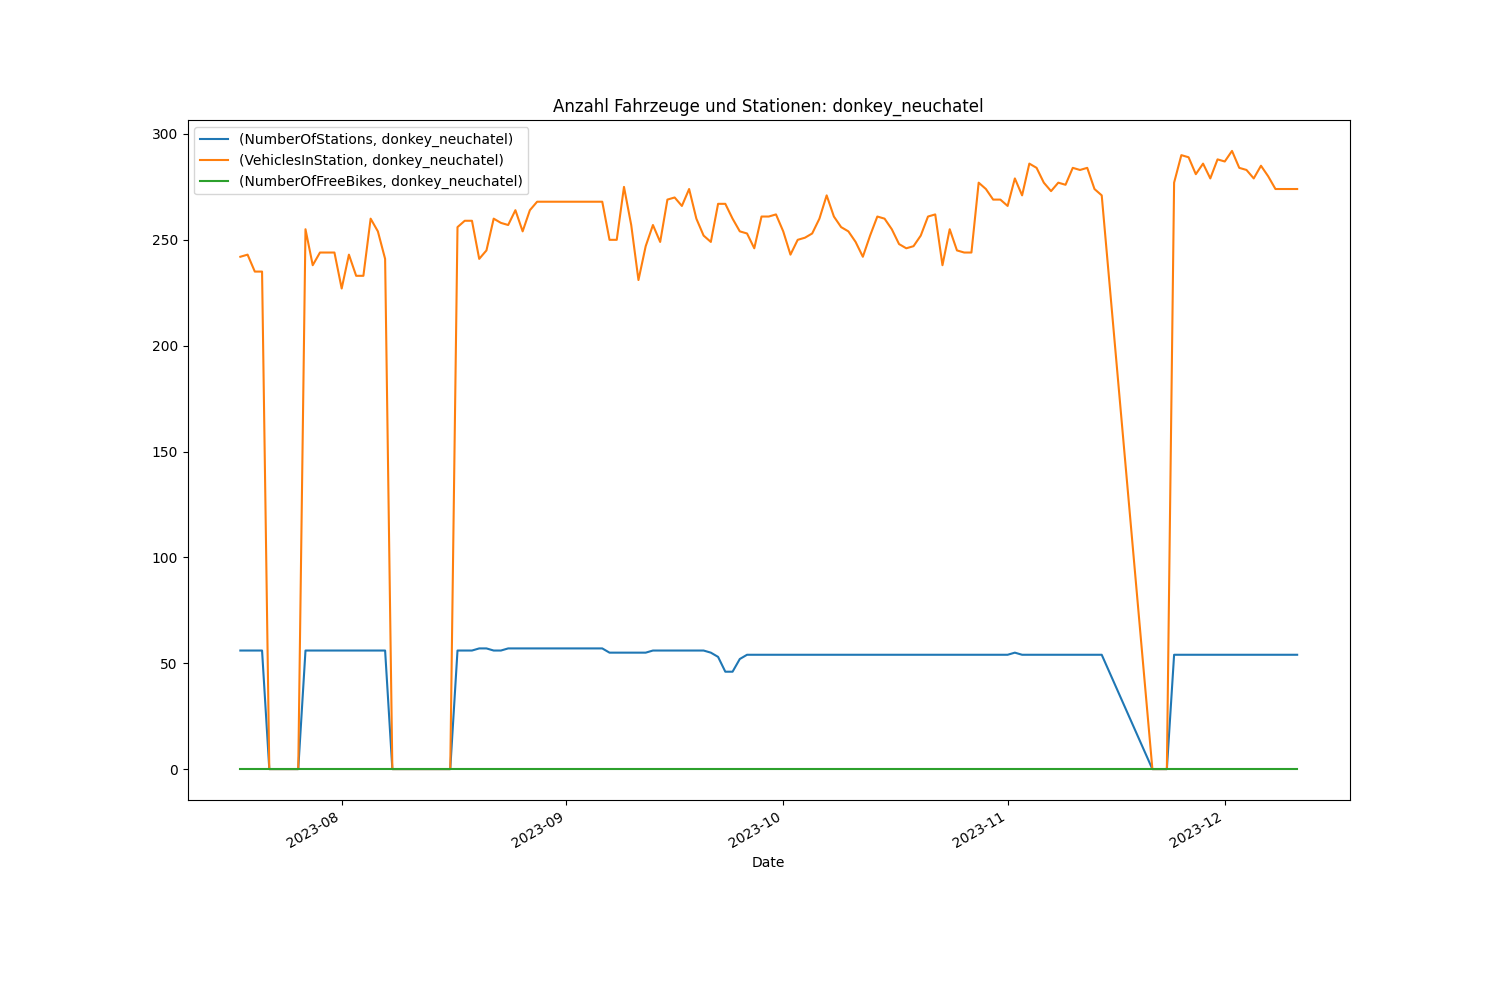 Anzahl Fahrzeuge und Stationen: donkey_neuchatel
(NumberOfStations, donkey_neuchatel)
(VehiclesInStation, donkey_neuchatel)
(NumberOfFreeBikes, donkey_neuchatel)
300
250
200
150
100
50
0
2023-08
2023-09
2023-10
2023-11
2023-12
Date